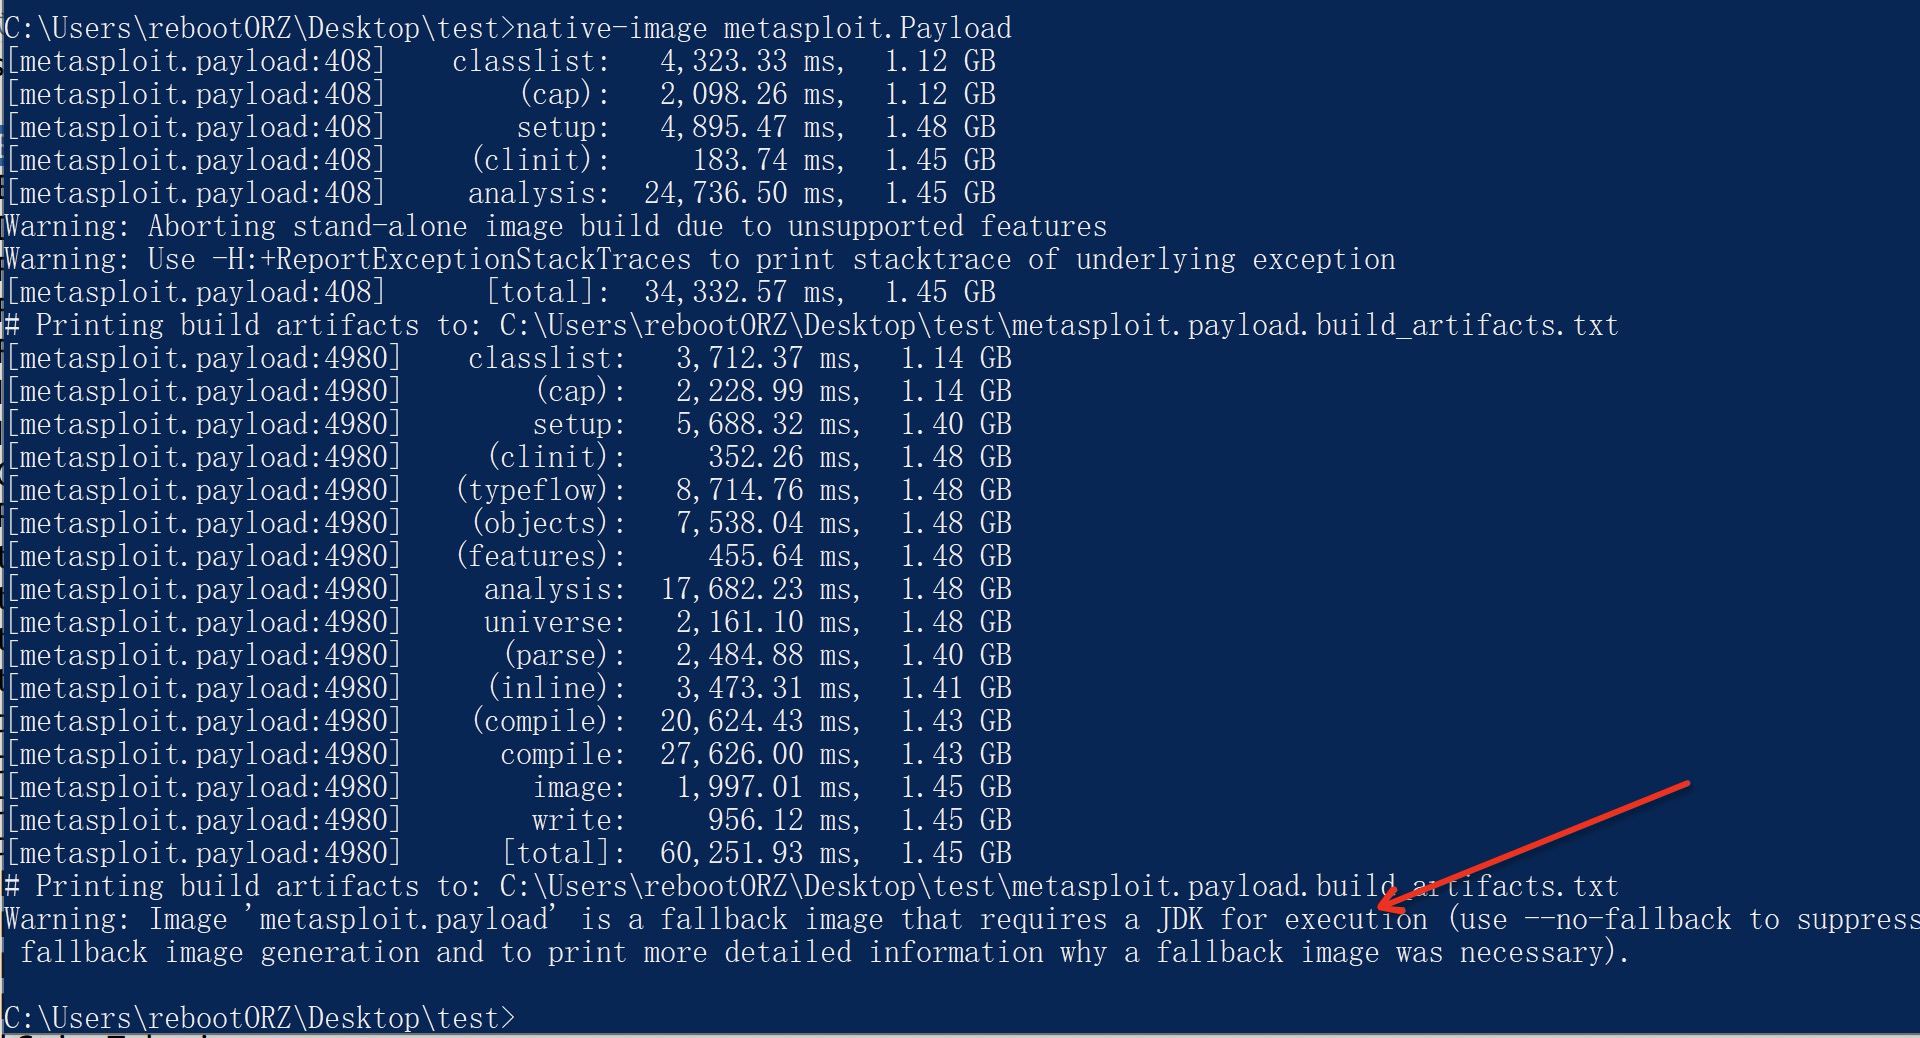 C:\Users\rebootORZ\Desktop\test>native-image metasploit.Payload
[metasploit.payload:408]    classlist:   4,323.33 ms,  1.12 GB
[metasploit.payload:408]        (cap):   2,098.26 ms,  1.12 GB
[metasploit.payload:408]        setup:   4,895.47 ms,  1.48 GB
[metasploit.payload:408]     (clinit):     183.74 ms,  1.45 GB
[metasploit.payload:408]     analysis:  24,736.50 ms,  1.45 GB
Warning: Aborting stand-alone image build due to unsupported features
Warning: Use -H:+ReportExceptionStackTraces to print stacktrace of underlying exception
[metasploit.payload:408]      [total]:  34,332.57 ms,  1.45 GB
# Printing build artifacts to: C:\Users\rebootORZ\Desktop\test\metasploit.payload.build_artifacts.txt
[metasploit.payload:4980]    classlist:   3,712.37 ms,  1.14 GB
[metasploit.payload:4980]        (cap):   2,228.99 ms,  1.14 GB
[metasploit.payload:4980]        setup:   5,688.32 ms,  1.40 GB
[metasploit.payload:4980]     (clinit):     352.26 ms,  1.48 GB
[metasploit.payload:4980]   (typeflow):   8,714.76 ms,  1.48 GB
[metasploit.payload:4980]    (objects):   7,538.04 ms,  1.48 GB
[metasploit.payload:4980]   (features):     455.64 ms,  1.48 GB
[metasploit.payload:4980]     analysis:  17,682.23 ms,  1.48 GB
[metasploit.payload:4980]     universe:   2,161.10 ms,  1.48 GB
[metasploit.payload:4980]      (parse):   2,484.88 ms,  1.40 GB
[metasploit.payload:4980]     (inline):   3,473.31 ms,  1.41 GB
[metasploit.payload:4980]    (compile):  20,624.43 ms,  1.43 GB
[metasploit.payload:4980]      compile:  27,626.00 ms,  1.43 GB
[metasploit.payload:4980]        image:   1,997.01 ms,  1.45 GB
[metasploit.payload:4980]        write:     956.12 ms,  1.45 GB
[metasploit.payload:4980]      [total]:  60,251.93 ms,  1.45 GB
# Printing build artifacts to: C:\Users\rebootORZ\Desktop\test\metasploit.payload.build_artifacts.txt
Warning: Image 'metasploit.payload' is a fallback image that requires a JDK for execution (use --no-fallback to suppress
 fallback image generation and to print more detailed information why a fallback image was necessary).
C:\Users\rebootORZ\Desktop\test>